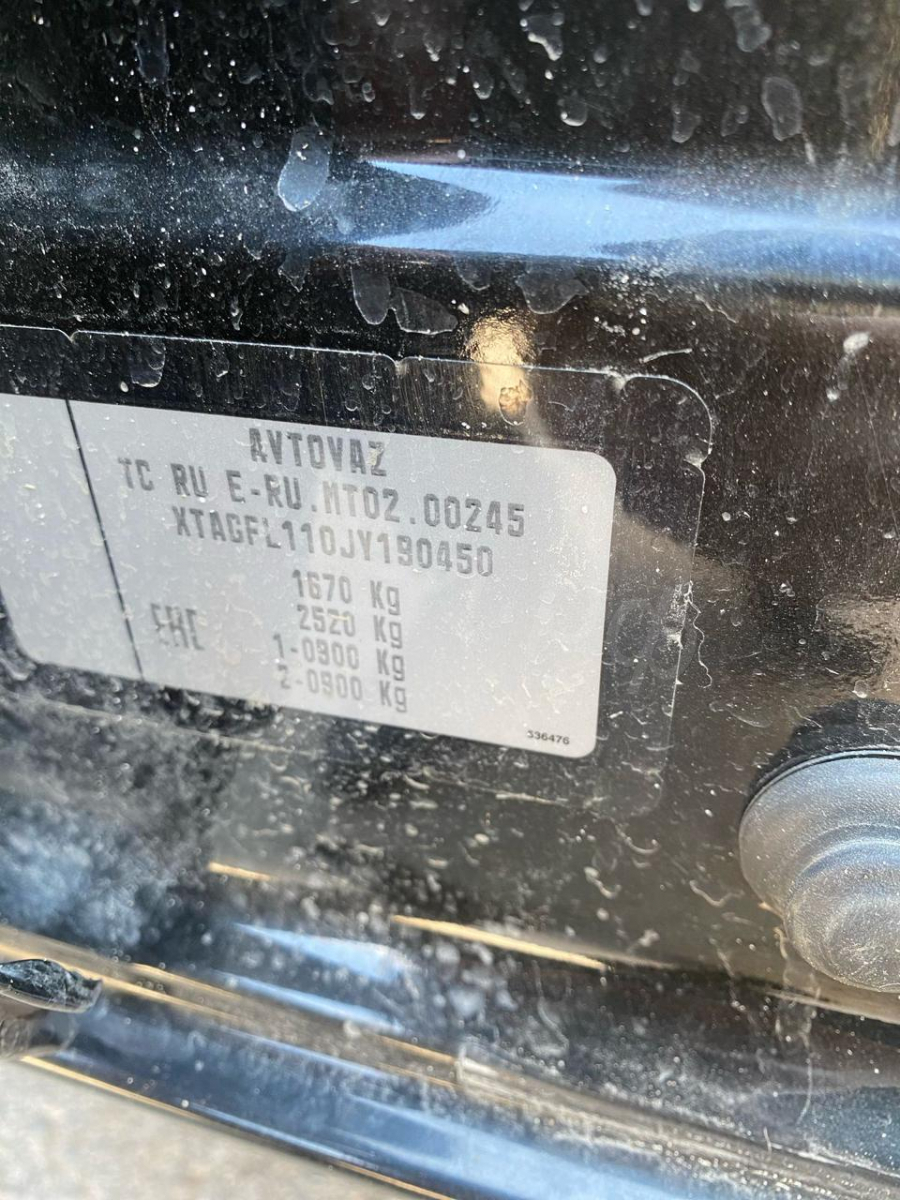 AVTOVAZ
TC RU E-RU.MT02.00245
XTAGFL110JY190450
1670 Kg
2520 Kg
EAC
1-0900 Kg
2-0900 Kg
336476